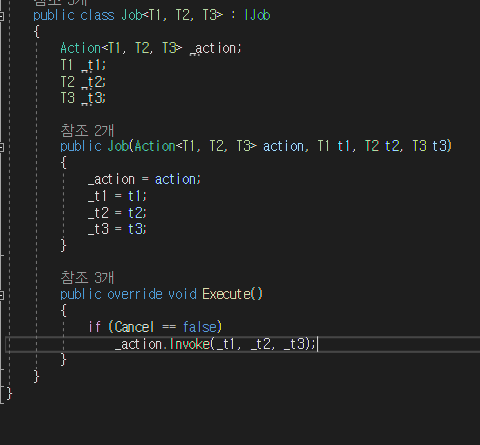 참조 3개
public class Job<T1, T2, T3> : IJob
{
Action<T1, T2, T3> _action;
T1 _t1;
T2 _t2;
T3 _t3;
참조 2개
public Job(Action<T1, T2, T3> action, T1 t1, T2 t2, T3 t3)
{
_action = action;
_t1 = t1;
_t2 = t2;
_t3 = t3;
}
참조 3개
public override void Execute()
{
if (Cancel == false)
_action.Invoke(_t1, _t2, _t3);
}
}
}